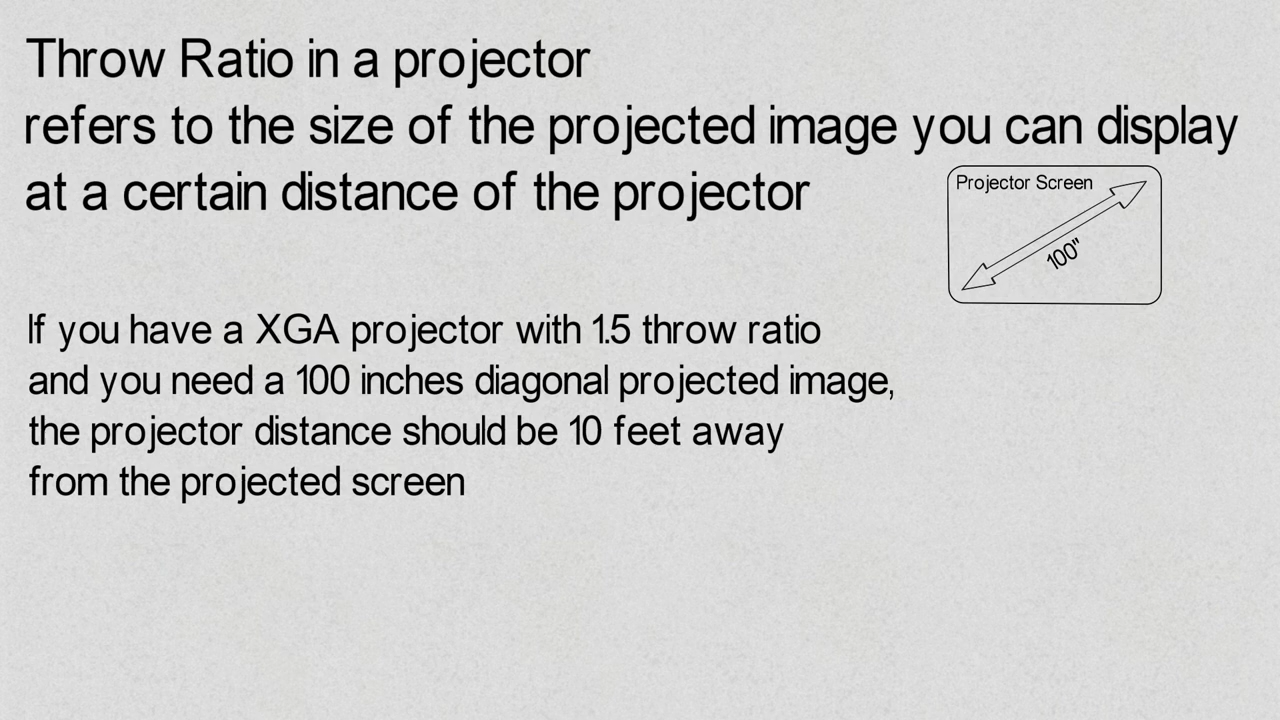 Throw Ratio in a projector
refers to the size of the projected image you can display
at a certain distance of the projector
Projector Screen
100"
If you have a XGA projector with 1.5 throw ratio
and you need a 100 inches diagonal projected image,
the projector distance should be 10 feet away
from the projected screen